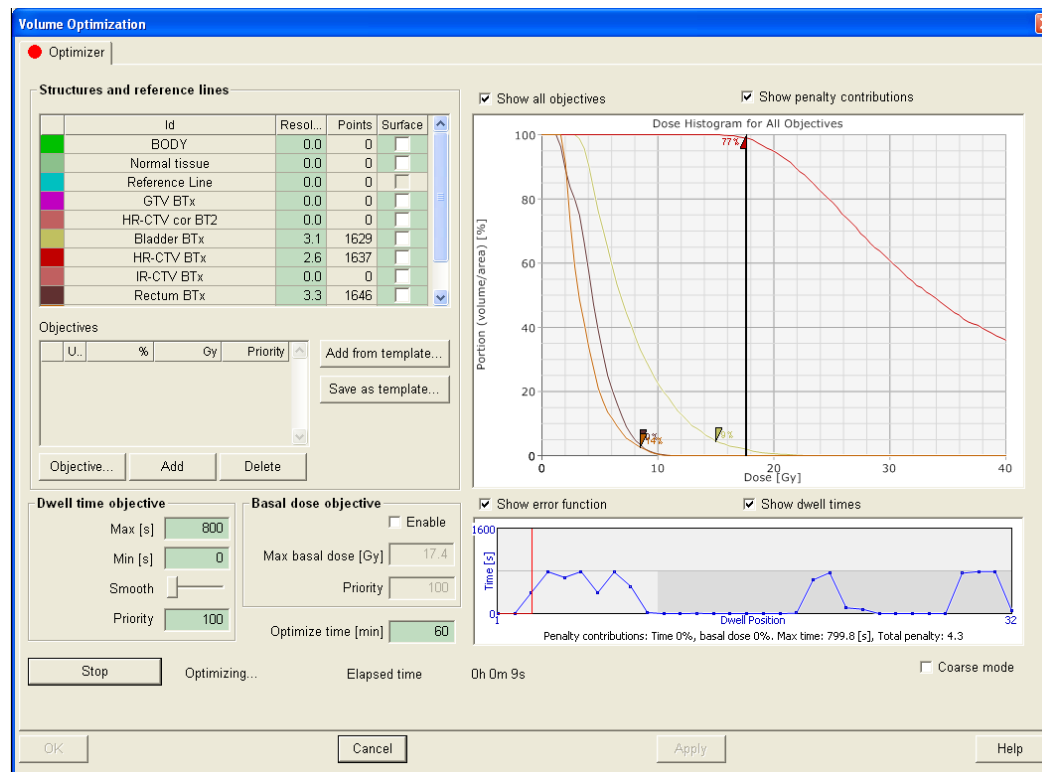 Volume Optimization
Optimizer
Structures and reference lines
Id Resol... Points Surface
BODY 0.0 0
Normal tissue 0.0 0
Reference Line 0.0 0
GTV BTx 0.0 0
HR-CTV cor BT2 0.0 0
Bladder BTx 3.1 1629
HR-CTV BTx 2.6 1637
IR-CTV BTx 0.0 0
Rectum BTx 3.3 1646
Objectives
U.. % Gy Priority
Add from template...
Save as template...
Objective... Add Delete
Dwell time objective
Max [s] 800
Min [s] 0
Smooth
Priority 100
Basal dose objective
Enable
Max basal dose [Gy] 17.4
Priority 100
Optimize time [min] 60
Show all objectives Show penalty contributions
Dose Histogram for All Objectives
Portion (volume/area) [%]
100
80
60
40
20
0
77%
14%
9%
0 10 20 30 40
Dose [Gy]
Show error function Show dwell times
1600
Time [s]
0
1 Dwell Position 32
Penalty contributions: Time 0%, basal dose 0%. Max time: 799.8 [s], Total penalty: 4.3
Stop Optimizing... Elapsed time 0h 0m 9s Coarse mode
OK Cancel Apply Help